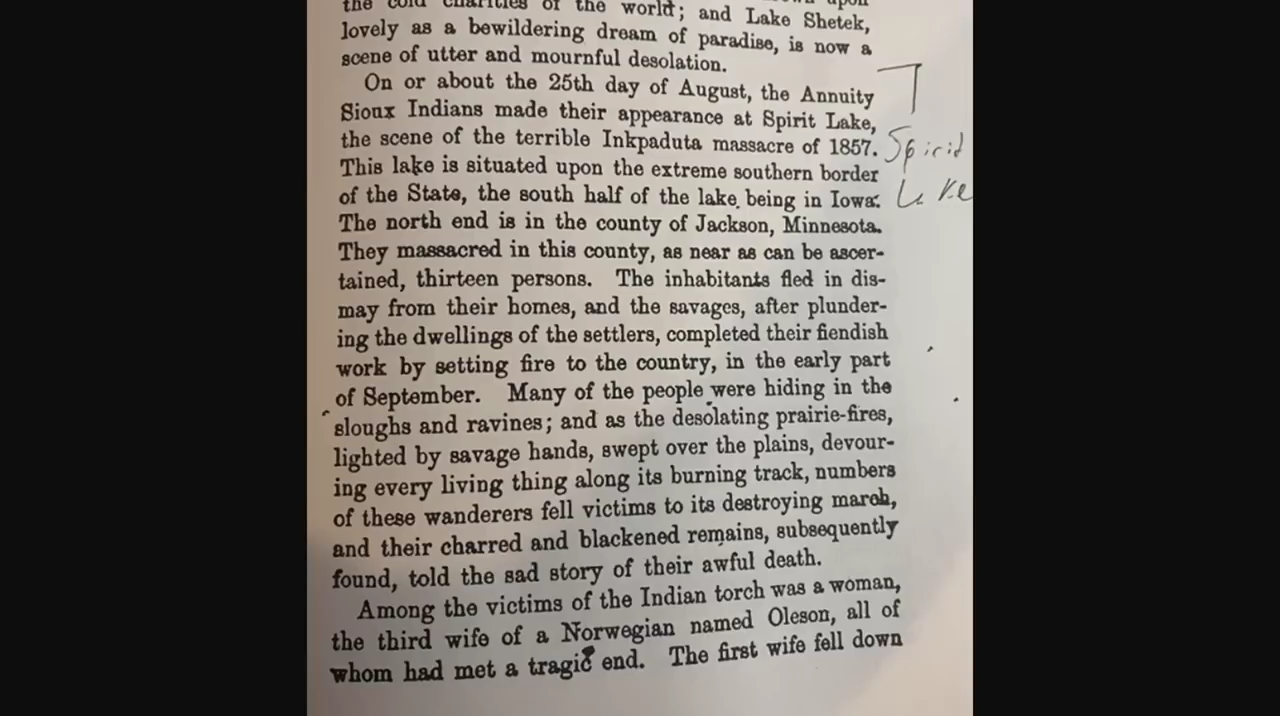 the cold charities of the world; and Lake Shetek,
lovely as a bewildering dream of paradise, is now a
scene of utter and mournful desolation.
On or about the 25th day of August, the Annuity
Sioux Indians made their appearance at Spirit Lake,
the scene of the terrible Inkpaduta massacre of 1857.
This lake is situated upon the extreme southern border
of the State, the south half of the lake being in Iowa.
The north end is in the county of Jackson, Minnesota.
They massacred in this county, as near as can be ascer-
tained, thirteen persons. The inhabitants fled in dis-
may from their homes, and the savages, after plunder-
ing the dwellings of the settlers, completed their fiendish
work by setting fire to the country, in the early part
of September. Many of the people were hiding in the
sloughs and ravines; and as the desolating prairie-fires,
lighted by savage hands, swept over the plains, devour-
ing every living thing along its burning track, numbers
of these wanderers fell victims to its destroying march,
and their charred and blackened remains, subsequently
found, told the sad story of their awful death.
Among the victims of the Indian torch was a woman,
the third wife of a Norwegian named Oleson, all of
whom had met a tragic end. The first wife fell down
Spirit
Lake